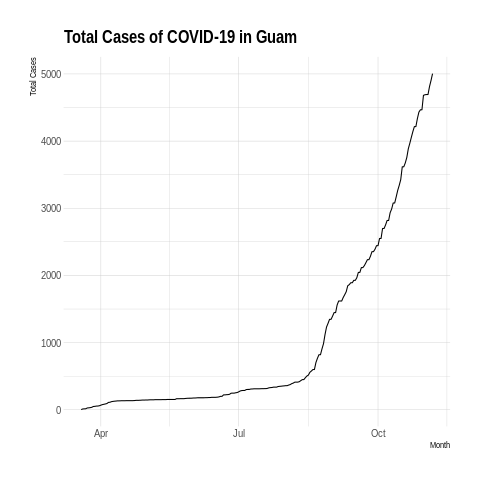 Total Cases of COVID-19 in Guam
Total Cases
5000
4000
3000
2000
1000
0
Apr
Jul
Oct
Month